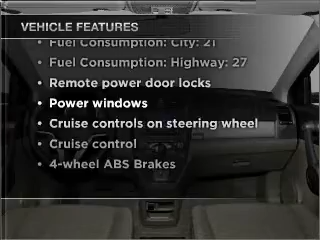 VEHICLE FEATURES
• Fuel Consumption: City: 21
• Fuel Consumption: Highway: 27
• Remote power door locks
• Power windows
• Cruise controls on steering wheel
• Cruise control
• 4-wheel ABS Brakes